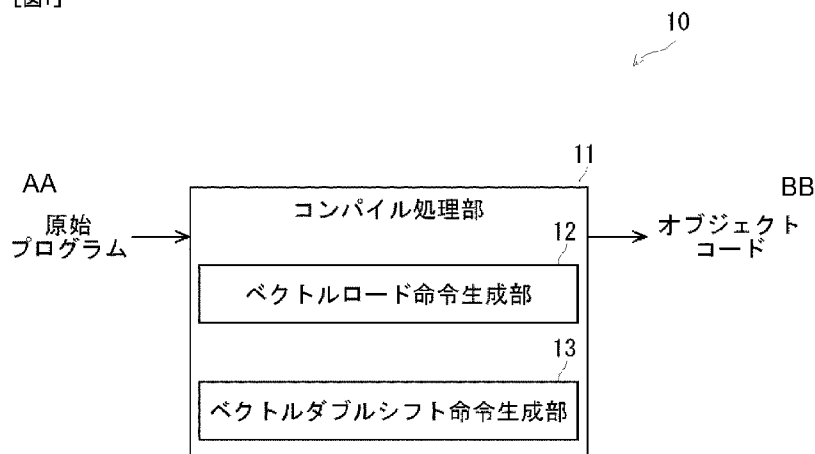 [図1]
10
11
AA
BB
コンパイル処理部
原始
プログラム
オブジェクト
コード
12
ベクトルロード命令生成部
13
ベクトルダブルシフト命令生成部